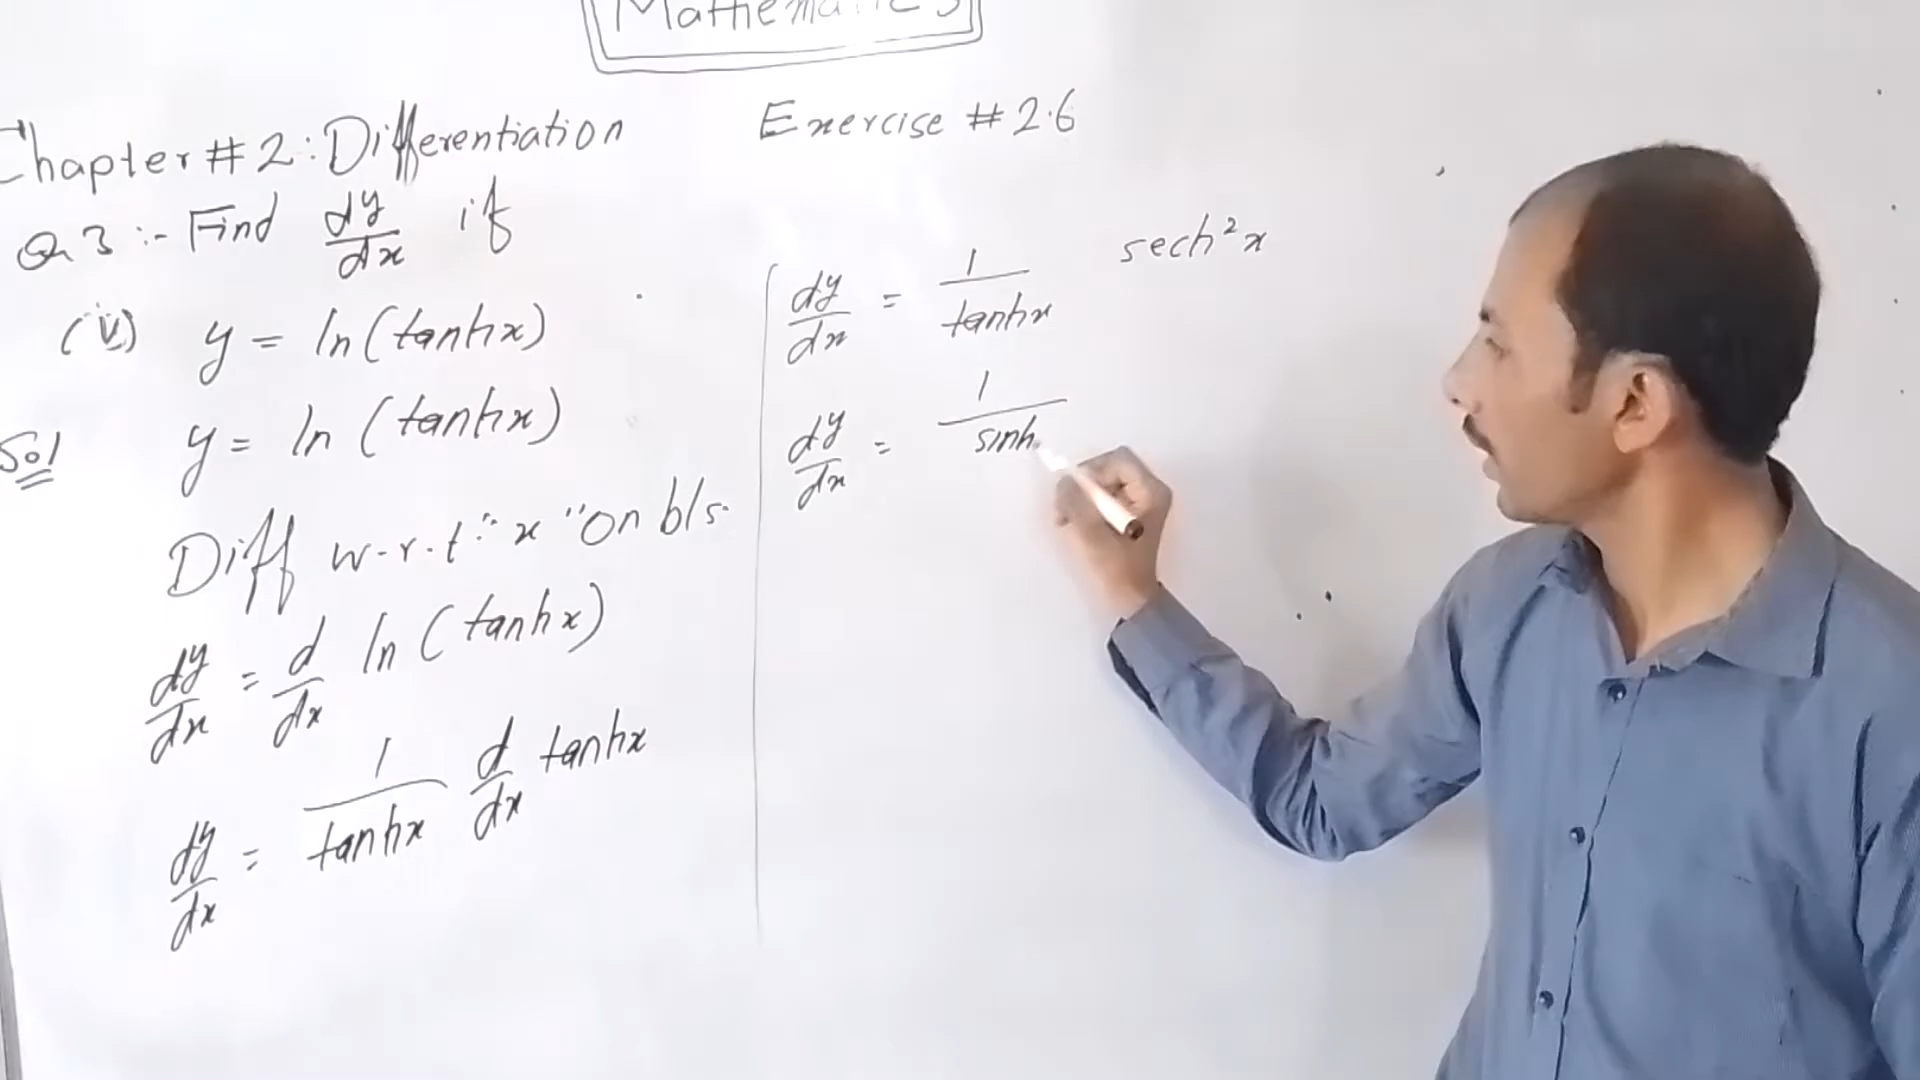 Mathematics
Chapter # 2 : Differentiation Exercise # 2.6
Q 3 :- Find dy/dx if
(v) y = ln(tanhx)
Sol y = ln (tanhx)
Diff w.r.t "x" on b/s.
dy/dx = d/dx ln (tanhx)
dy/dx = 1/tanhx d/dx tanhx
dy/dx = 1/tanhx sech²x
dy/dx = 1/sinh